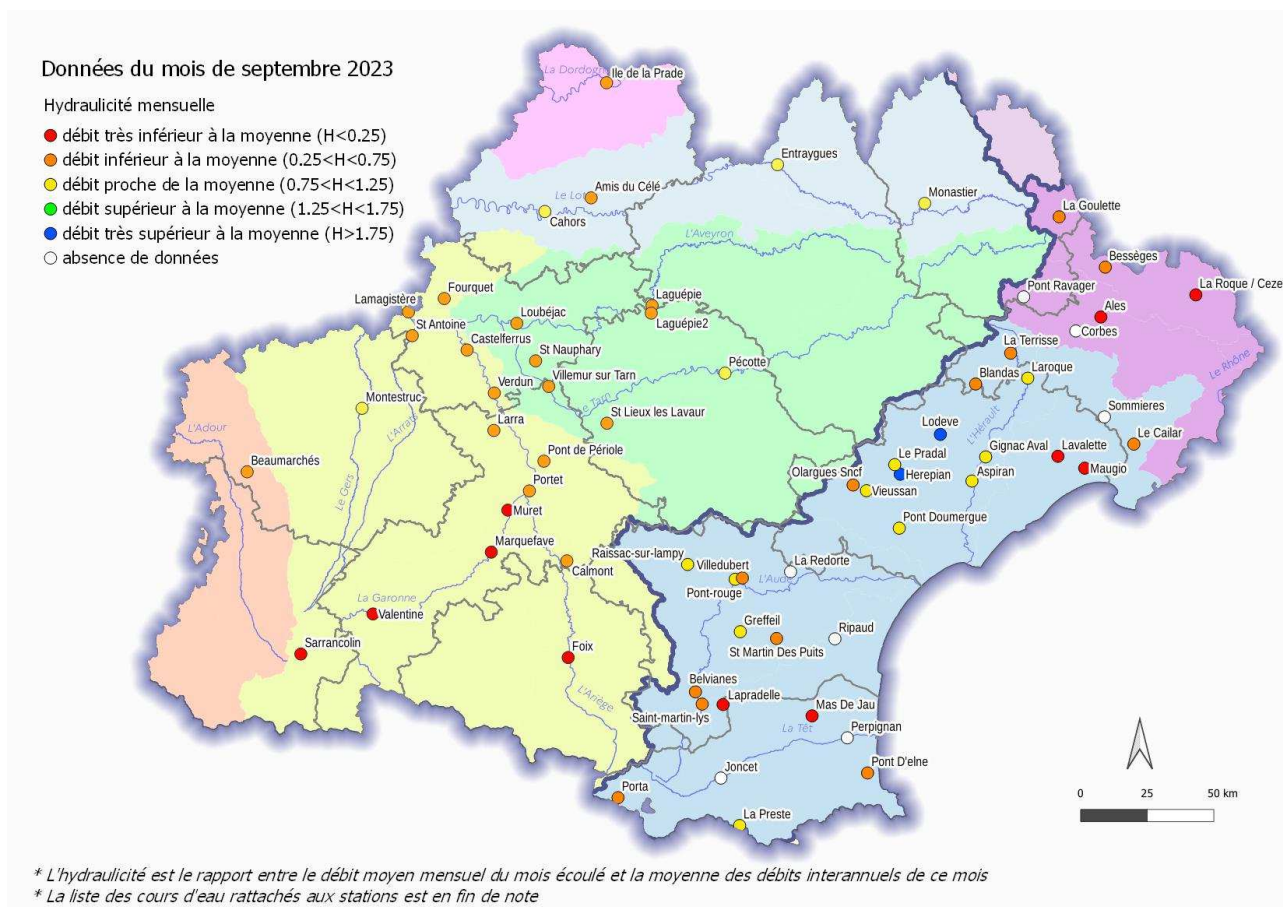 Données du mois de septembre 2023
Hydraulicité mensuelle
débit très inférieur à la moyenne (H<0.25)
débit inférieur à la moyenne (0.25<H<0.75)
débit proche de la moyenne (0.75<H<1.25)
débit supérieur à la moyenne (1.25<H<1.75)
débit très supérieur à la moyenne (H>1.75)
absence de données
La Dordogne
Ile de la Prade
Entraygues
Amis du Célé
Le Lot
Cahors
Monastier
La Goulette
L'Aveyron
Bessèges
La Roque / Ceze
Pont Ravager
Ales
Corbes
Fourquet
Lamagistère
Laguépie
Laguépie2
Loubéjac
St Antoine
Castelferrus
St Nauphary
La Terrisse
Le Rhône
Pécotte
Blandas
Laroque
Verdun
Villemur sur Tarn
Le Tarn
Montestruc
L'Arrats
St Lieux les Lavaur
Sommieres
L'Adour
Larra
Lodeve
L'Hérault
Le Cailar
Le Gers
Beaumarchés
Pont de Périole
Le Pradal
Gignac Aval
Lavalette
Maugio
Olargues Sncf
Herepian
Aspiran
Portet
Vieussan
Muret
Pont Doumergue
Marquefave
Raissac-sur-lampy
Calmont
Villedubert
La Redorte
L'Aude
Pont-rouge
La Garonne
Valentine
Greffeil
Ripaud
Sarrancolin
Foix
St Martin Des Puits
L'Ariège
Belvianes
Lapradelle
Mas De Jau
Saint-martin-lys
La Têt
Perpignan
Joncet
Pont D'elne
Porta
La Preste
0 25 50 km
* L'hydraulicité est le rapport entre le débit moyen mensuel du mois écoulé et la moyenne des débits interannuels de ce mois
* La liste des cours d'eau rattachés aux stations est en fin de note